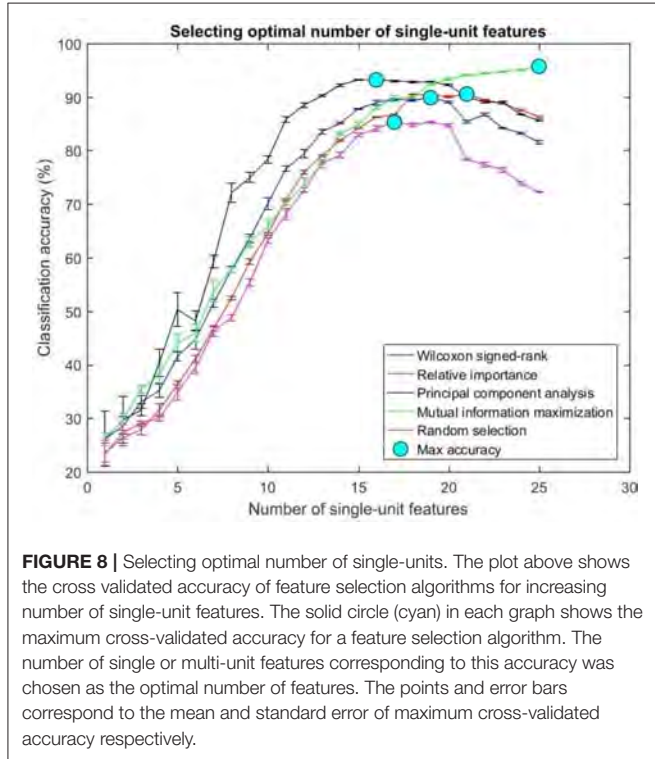 Selecting optimal number of single-unit features
100
90
80
70
60
50
40
30
20
Classification accuracy (%)
Wilcoxon signed-rank
Relative importance
Principal component analysis
Mutual information maximization
Random selection
Max accuracy
0
5
10
15
20
25
30
Number of single-unit features
FIGURE 8 | Selecting optimal number of single-units. The plot above shows
the cross validated accuracy of feature selection algorithms for increasing
number of single-unit features. The solid circle (cyan) in each graph shows the
maximum cross-validated accuracy for a feature selection algorithm. The
number of single or multi-unit features corresponding to this accuracy was
chosen as the optimal number of features. The points and error bars
correspond to the mean and standard error of maximum cross-validated
accuracy respectively.